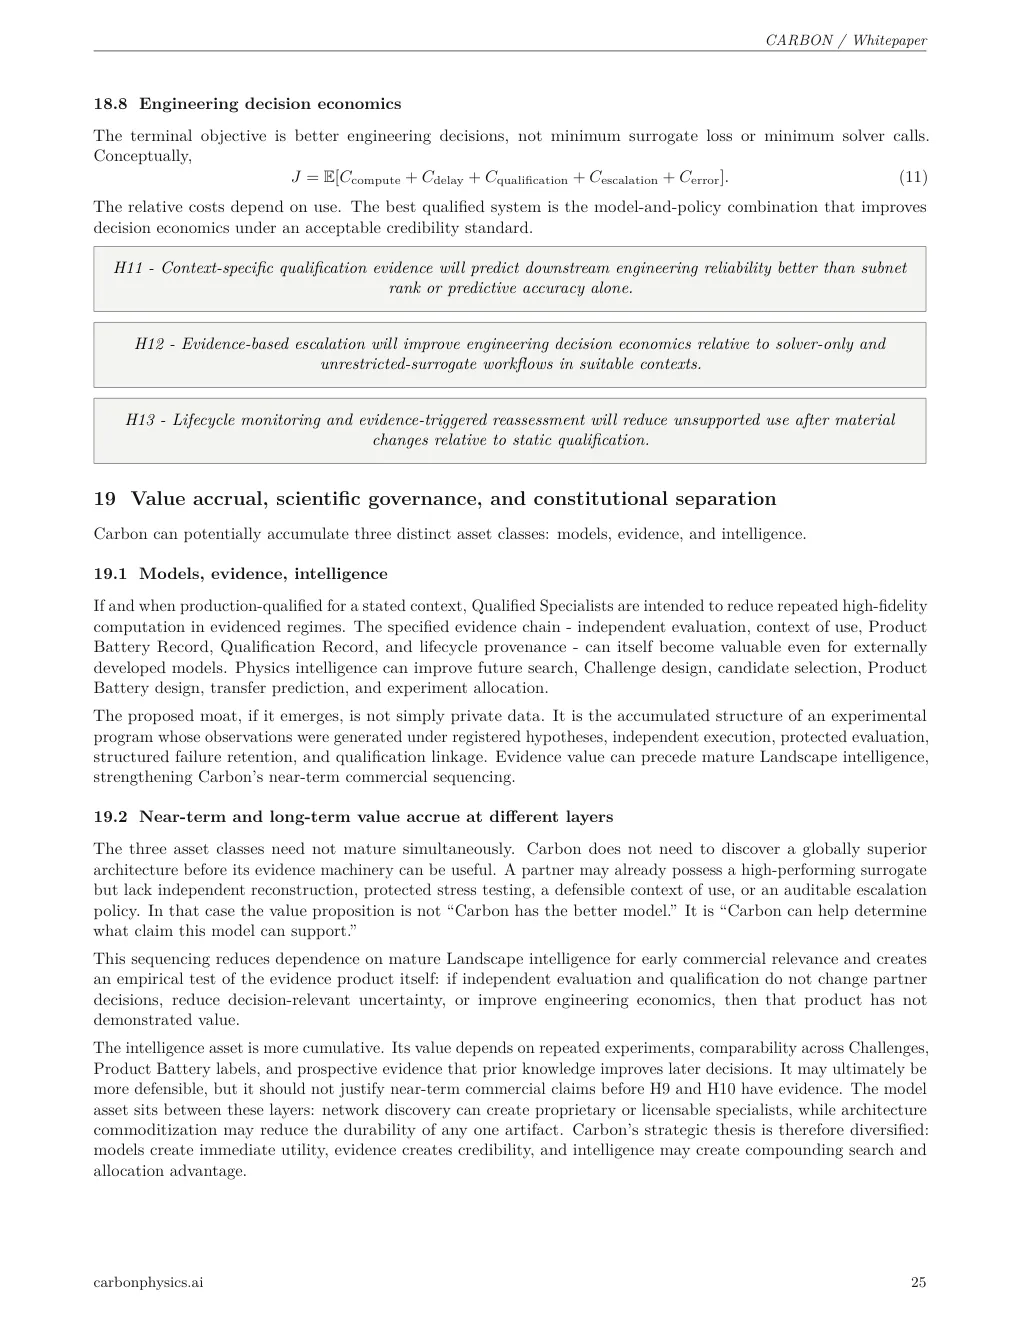 CARBON / Whitepaper
18.8 Engineering decision economics
The terminal objective is better engineering decisions, not minimum surrogate loss or minimum solver calls.
Conceptually,
J = 𝔼[C_compute + C_delay + C_qualification + C_escalation + C_error]. (11)
The relative costs depend on use. The best qualified system is the model-and-policy combination that improves
decision economics under an acceptable credibility standard.
H11 - Context-specific qualification evidence will predict downstream engineering reliability better than subnet
rank or predictive accuracy alone.
H12 - Evidence-based escalation will improve engineering decision economics relative to solver-only and
unrestricted-surrogate workflows in suitable contexts.
H13 - Lifecycle monitoring and evidence-triggered reassessment will reduce unsupported use after material
changes relative to static qualification.
19 Value accrual, scientific governance, and constitutional separation
Carbon can potentially accumulate three distinct asset classes: models, evidence, and intelligence.
19.1 Models, evidence, intelligence
If and when production-qualified for a stated context, Qualified Specialists are intended to reduce repeated high-fidelity
computation in evidenced regimes. The specified evidence chain - independent evaluation, context of use, Product
Battery Record, Qualification Record, and lifecycle provenance - can itself become valuable even for externally
developed models. Physics intelligence can improve future search, Challenge design, candidate selection, Product
Battery design, transfer prediction, and experiment allocation.
The proposed moat, if it emerges, is not simply private data. It is the accumulated structure of an experimental
program whose observations were generated under registered hypotheses, independent execution, protected evaluation,
structured failure retention, and qualification linkage. Evidence value can precede mature Landscape intelligence,
strengthening Carbon's near-term commercial sequencing.
19.2 Near-term and long-term value accrue at different layers
The three asset classes need not mature simultaneously. Carbon does not need to discover a globally superior
architecture before its evidence machinery can be useful. A partner may already possess a high-performing surrogate
but lack independent reconstruction, protected stress testing, a defensible context of use, or an auditable escalation
policy. In that case the value proposition is not “Carbon has the better model.” It is “Carbon can help determine
what claim this model can support.”
This sequencing reduces dependence on mature Landscape intelligence for early commercial relevance and creates
an empirical test of the evidence product itself: if independent evaluation and qualification do not change partner
decisions, reduce decision-relevant uncertainty, or improve engineering economics, then that product has not
demonstrated value.
The intelligence asset is more cumulative. Its value depends on repeated experiments, comparability across Challenges,
Product Battery labels, and prospective evidence that prior knowledge improves later decisions. It may ultimately be
more defensible, but it should not justify near-term commercial claims before H9 and H10 have evidence. The model
asset sits between these layers: network discovery can create proprietary or licensable specialists, while architecture
commoditization may reduce the durability of any one artifact. Carbon's strategic thesis is therefore diversified:
models create immediate utility, evidence creates credibility, and intelligence may create compounding search and
allocation advantage.
carbonphysics.ai 25